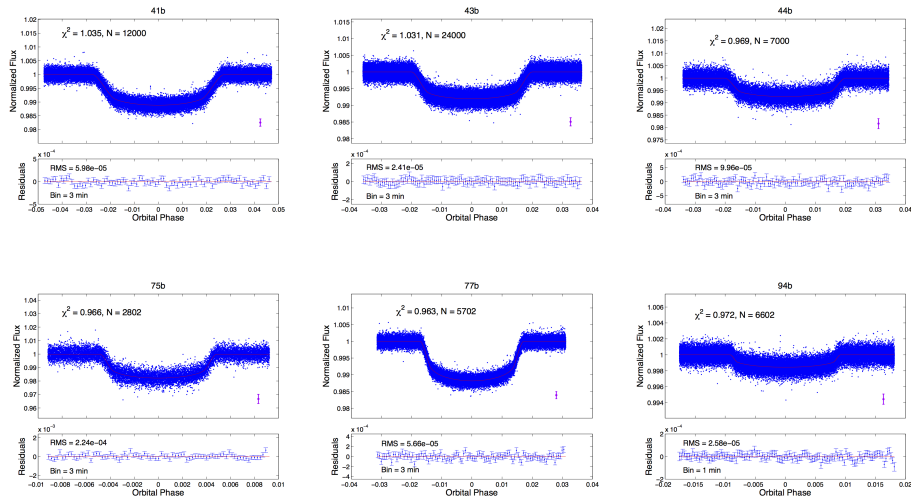 41b
χ² = 1.035, N = 12000
Normalized Flux
1.02
1.015
1.01
1.005
1
0.995
0.99
0.985
0.98
x 10⁻⁴
RMS = 5.98e−05
Bin = 3 min
Residuals
5
0
−5
−0.05 −0.04 −0.03 −0.02 −0.01 0 0.01 0.02 0.03 0.04 0.05
Orbital Phase
43b
χ² = 1.031, N = 24000
Normalized Flux
1.015
1.01
1.005
1
0.995
0.99
0.985
0.98
x 10⁻⁴
RMS = 2.41e−05
Bin = 3 min
Residuals
2
0
−2
−0.04 −0.03 −0.02 −0.01 0 0.01 0.02 0.03 0.04
Orbital Phase
44b
χ² = 0.969, N = 7000
Normalized Flux
1.02
1.015
1.01
1.005
1
0.995
0.99
0.985
0.98
0.975
x 10⁻⁴
RMS = 9.96e−05
Bin = 3 min
Residuals
5
0
−5
−0.04 −0.03 −0.02 −0.01 0 0.01 0.02 0.03 0.04
Orbital Phase
75b
χ² = 0.966, N = 2802
Normalized Flux
1.04
1.03
1.02
1.01
1
0.99
0.98
0.97
0.96
x 10⁻³
RMS = 2.24e−04
Bin = 3 min
Residuals
2
0
−2
−0.01 −0.008 −0.006 −0.004 −0.002 0 0.002 0.004 0.006 0.008 0.01
Orbital Phase
77b
χ² = 0.963, N = 5702
Normalized Flux
1.01
1.005
1
0.995
0.99
0.985
0.98
x 10⁻⁴
RMS = 5.66e−05
Bin = 3 min
Residuals
4
2
0
−2
−4
−0.04 −0.03 −0.02 −0.01 0 0.01 0.02 0.03 0.04
Orbital Phase
94b
χ² = 0.972, N = 6602
Normalized Flux
1.006
1.004
1.002
1
0.998
0.996
0.994
x 10⁻⁴
RMS = 2.58e−05
Bin = 1 min
Residuals
2
0
−2
−0.02 −0.015 −0.01 −0.005 0 0.005 0.01 0.015 0.02
Orbital Phase